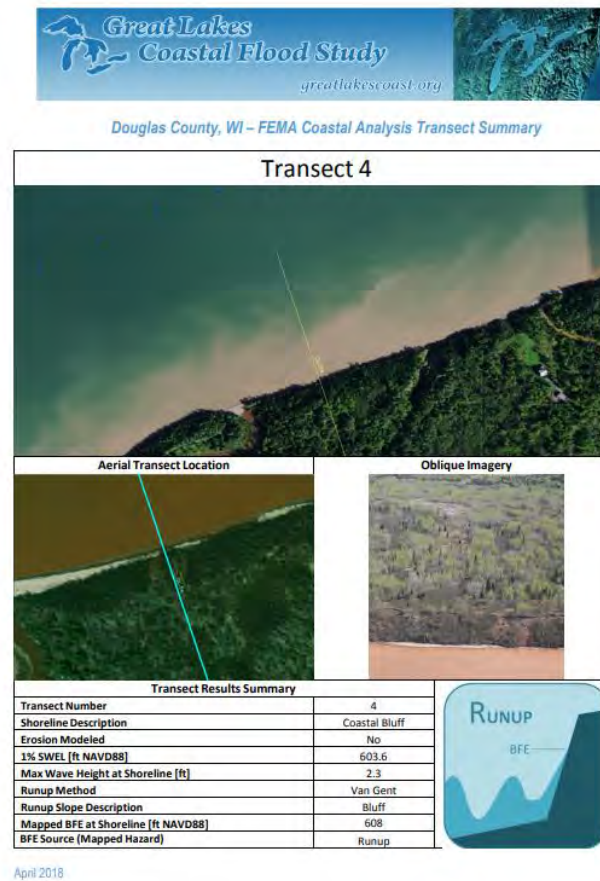 Great Lakes
Coastal Flood Study
greatlakescoast.org
Douglas County, WI – FEMA Coastal Analysis Transect Summary
Transect 4
Aerial Transect Location
Oblique Imagery
Transect Results Summary
Transect Number 4
Shoreline Description Coastal Bluff
Erosion Modeled No
1% SWEL [ft NAVD88] 603.6
Max Wave Height at Shoreline [ft] 2.3
Runup Method Van Gent
Runup Slope Description Bluff
Mapped BFE at Shoreline [ft NAVD88] 608
BFE Source (Mapped Hazard) Runup
RUNUP
BFE
April 2018